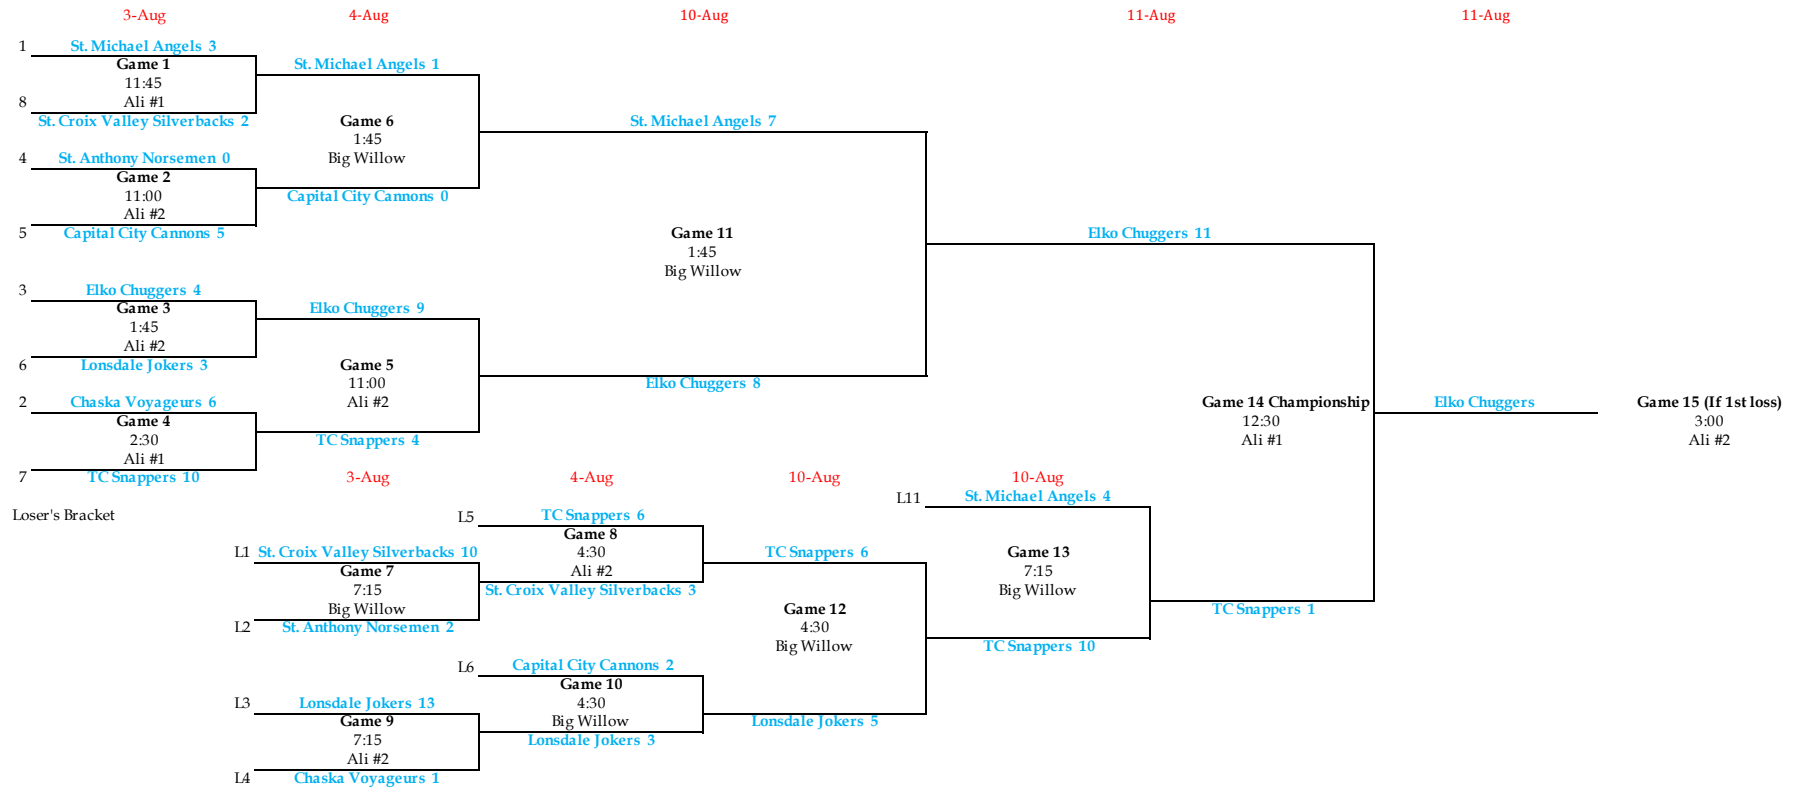 3-Aug 4-Aug 10-Aug 11-Aug 11-Aug
1 St. Michael Angels 3
Game 1
11:45
Ali #1
8
St. Croix Valley Silverbacks 2
4 St. Anthony Norsemen 0
Game 2
11:00
Ali #2
5 Capital City Cannons 5
3 Elko Chuggers 4
Game 3
1:45
Ali #2
6 Lonsdale Jokers 3
2 Chaska Voyageurs 6
Game 4
2:30
Ali #1
7 TC Snappers 10
St. Michael Angels 1
Game 6
1:45
Big Willow
Capital City Cannons 0
Elko Chuggers 9
Game 5
11:00
Ali #2
TC Snappers 4
St. Michael Angels 7
Game 11
1:45
Big Willow
Elko Chuggers 8
Elko Chuggers 11
Game 14 Championship
12:30
Ali #1
Elko Chuggers
Game 15 (If 1st loss)
3:00
Ali #2
3-Aug 4-Aug 10-Aug 10-Aug
Loser's Bracket
L1 St. Croix Valley Silverbacks 10
Game 7
7:15
Big Willow
L2 St. Anthony Norsemen 2
L3 Lonsdale Jokers 13
Game 9
7:15
Ali #2
L4 Chaska Voyageurs 1
L5 TC Snappers 6
Game 8
4:30
Ali #2
St. Croix Valley Silverbacks 3
L6 Capital City Cannons 2
Game 10
4:30
Big Willow
Lonsdale Jokers 3
TC Snappers 6
Game 12
4:30
Big Willow
Lonsdale Jokers 5
L11 St. Michael Angels 4
Game 13
7:15
Big Willow
TC Snappers 10
TC Snappers 1